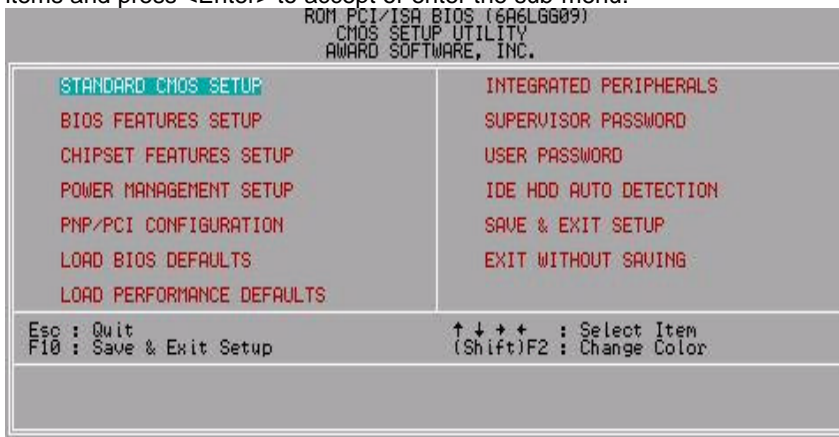 items and press <Enter> to accept or enter the sub-menu.
ROM PCI/ISA BIOS (6A6LGG09)
CMOS SETUP UTILITY
AWARD SOFTWARE, INC.
STANDARD CMOS SETUP
BIOS FEATURES SETUP
CHIPSET FEATURES SETUP
POWER MANAGEMENT SETUP
PNP/PCI CONFIGURATION
LOAD BIOS DEFAULTS
LOAD PERFORMANCE DEFAULTS
INTEGRATED PERIPHERALS
SUPERVISOR PASSWORD
USER PASSWORD
IDE HDD AUTO DETECTION
SAVE & EXIT SETUP
EXIT WITHOUT SAVING
Esc : Quit
F10 : Save & Exit Setup
↑ ↓ → ← : Select Item
(Shift)F2 : Change Color